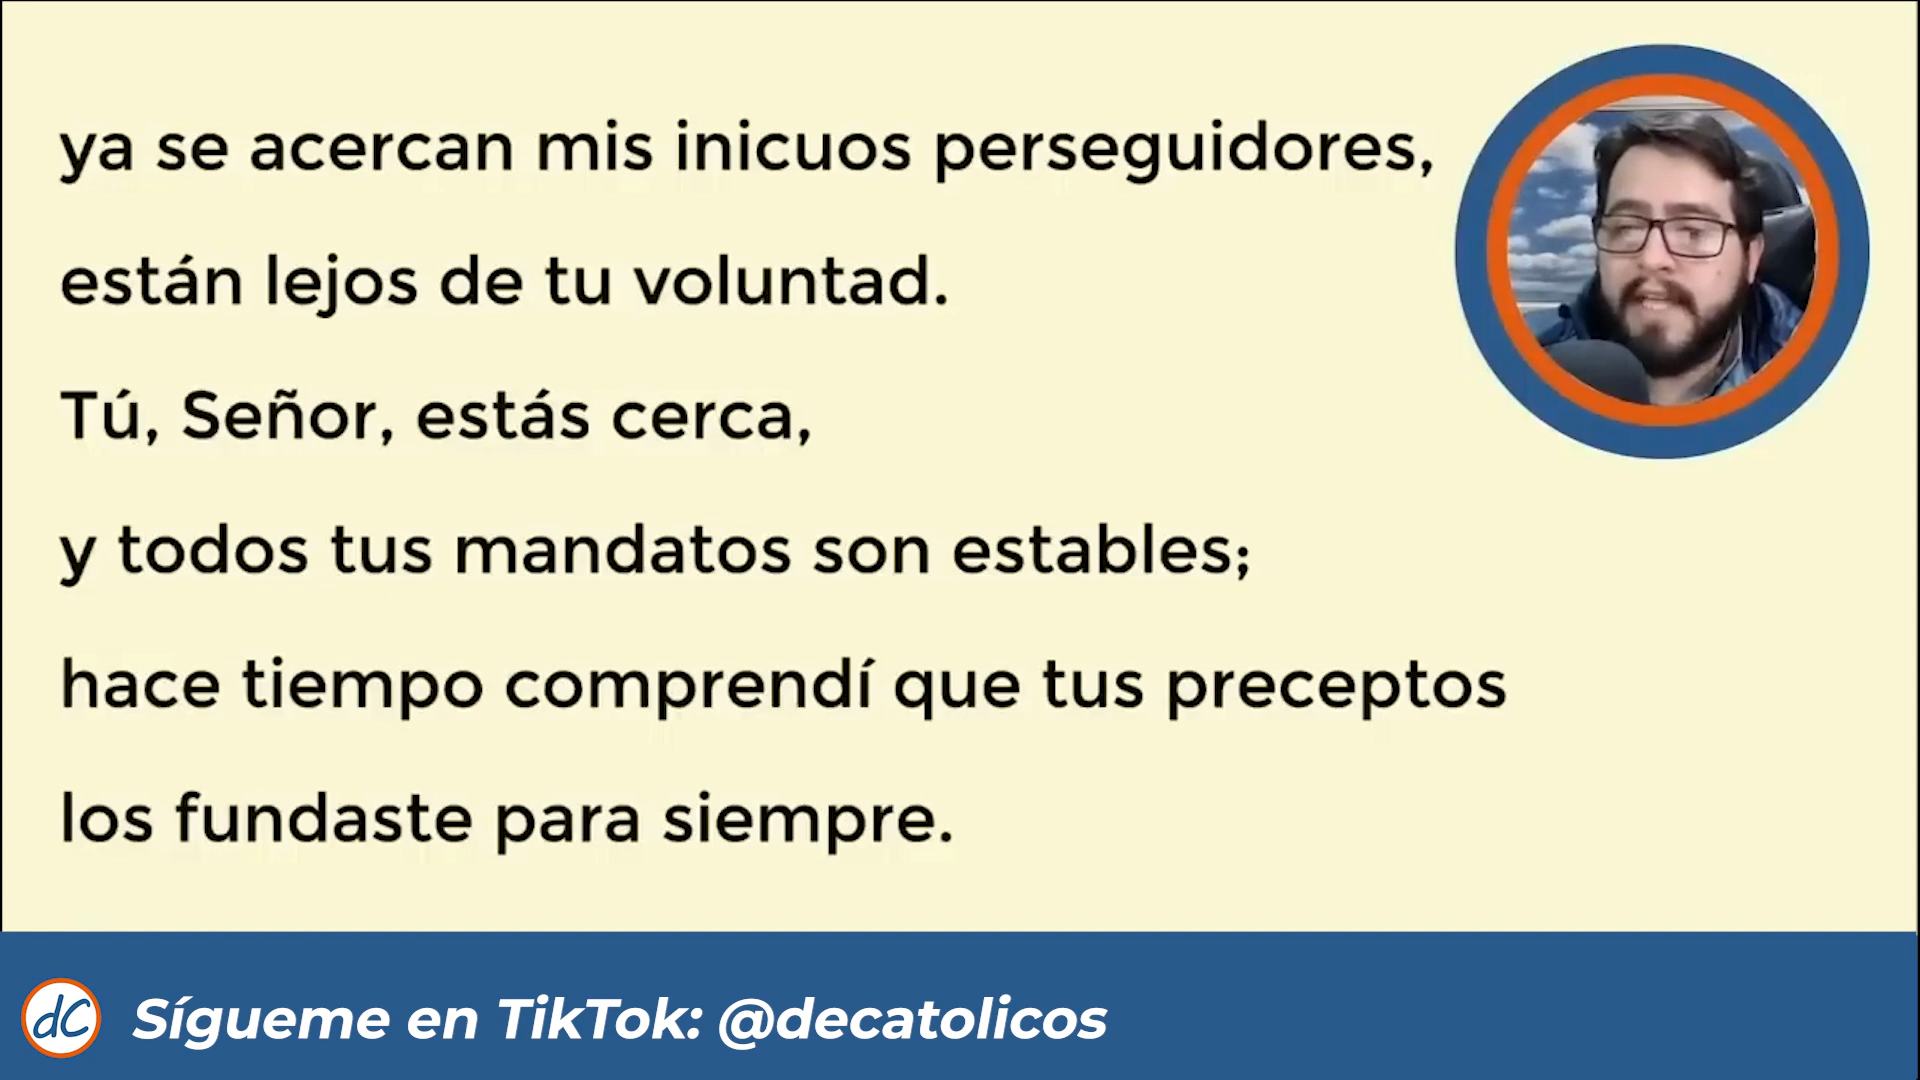 ya se acercan mis inicuos perseguidores,
están lejos de tu voluntad.
Tú, Señor, estás cerca,
y todos tus mandatos son estables;
hace tiempo comprendí que tus preceptos
los fundaste para siempre.
dC Sígueme en TikTok: @decatolicos